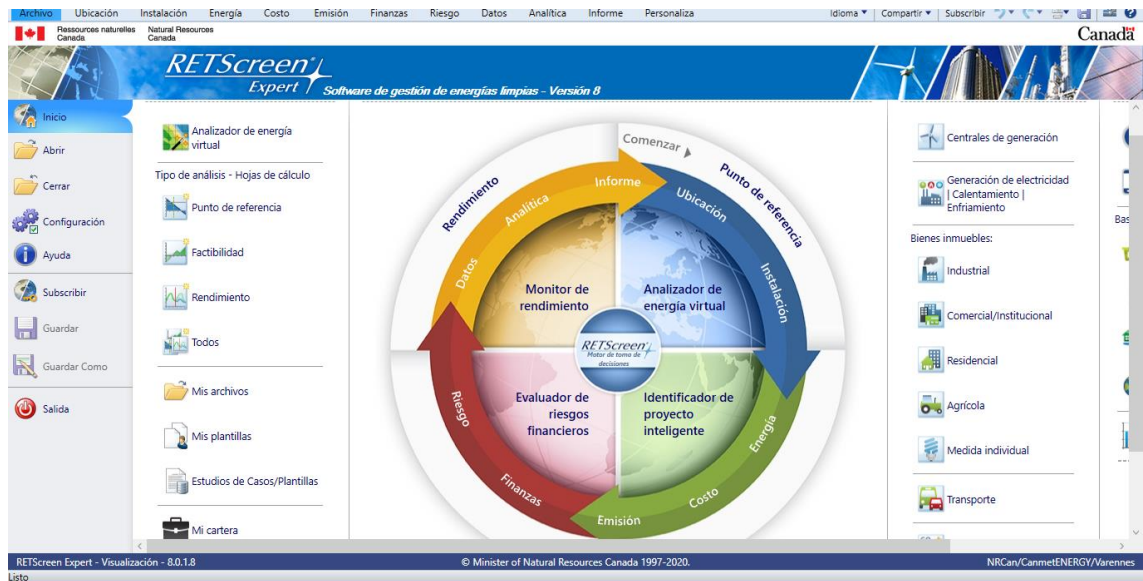 Archivo Ubicación Instalación Energía Costo Emisión Finanzas Riesgo Datos Analítica Informe Personaliza Idioma Compartir Subscribir
Ressources naturelles Canada
Natural Resources Canada
Canada
RETScreen
Expert
Software de gestión de energías limpias - Versión 8
Inicio
Abrir
Cerrar
Configuración
Ayuda
Subscribir
Guardar
Guardar Como
Salida
Analizador de energía
virtual
Tipo de análisis - Hojas de cálculo
Punto de referencia
Factibilidad
Rendimiento
Todos
Mis archivos
Mis plantillas
Estudios de Casos/Plantillas
Mi cartera
Comenzar
Punto de referencia
Rendimiento
Ubicación
Instalación
Energía
Costo
Emisión
Finanzas
Riesgo
Datos
Analítica
Informe
Monitor de
rendimiento
Analizador de
energía virtual
RETScreen
Motor de toma de
decisiones
Evaluador de
riesgos
financieros
Identificador de
proyecto
inteligente
Centrales de generación
Generación de electricidad
| Calentamiento |
Enfriamiento
Bienes inmuebles:
Industrial
Comercial/Institucional
Residencial
Agrícola
Medida individual
Transporte
Bas
RETScreen Expert - Visualización - 8.0.1.8
© Minister of Natural Resources Canada 1997-2020.
NRCan/CanmetENERGY/Varennes
Listo